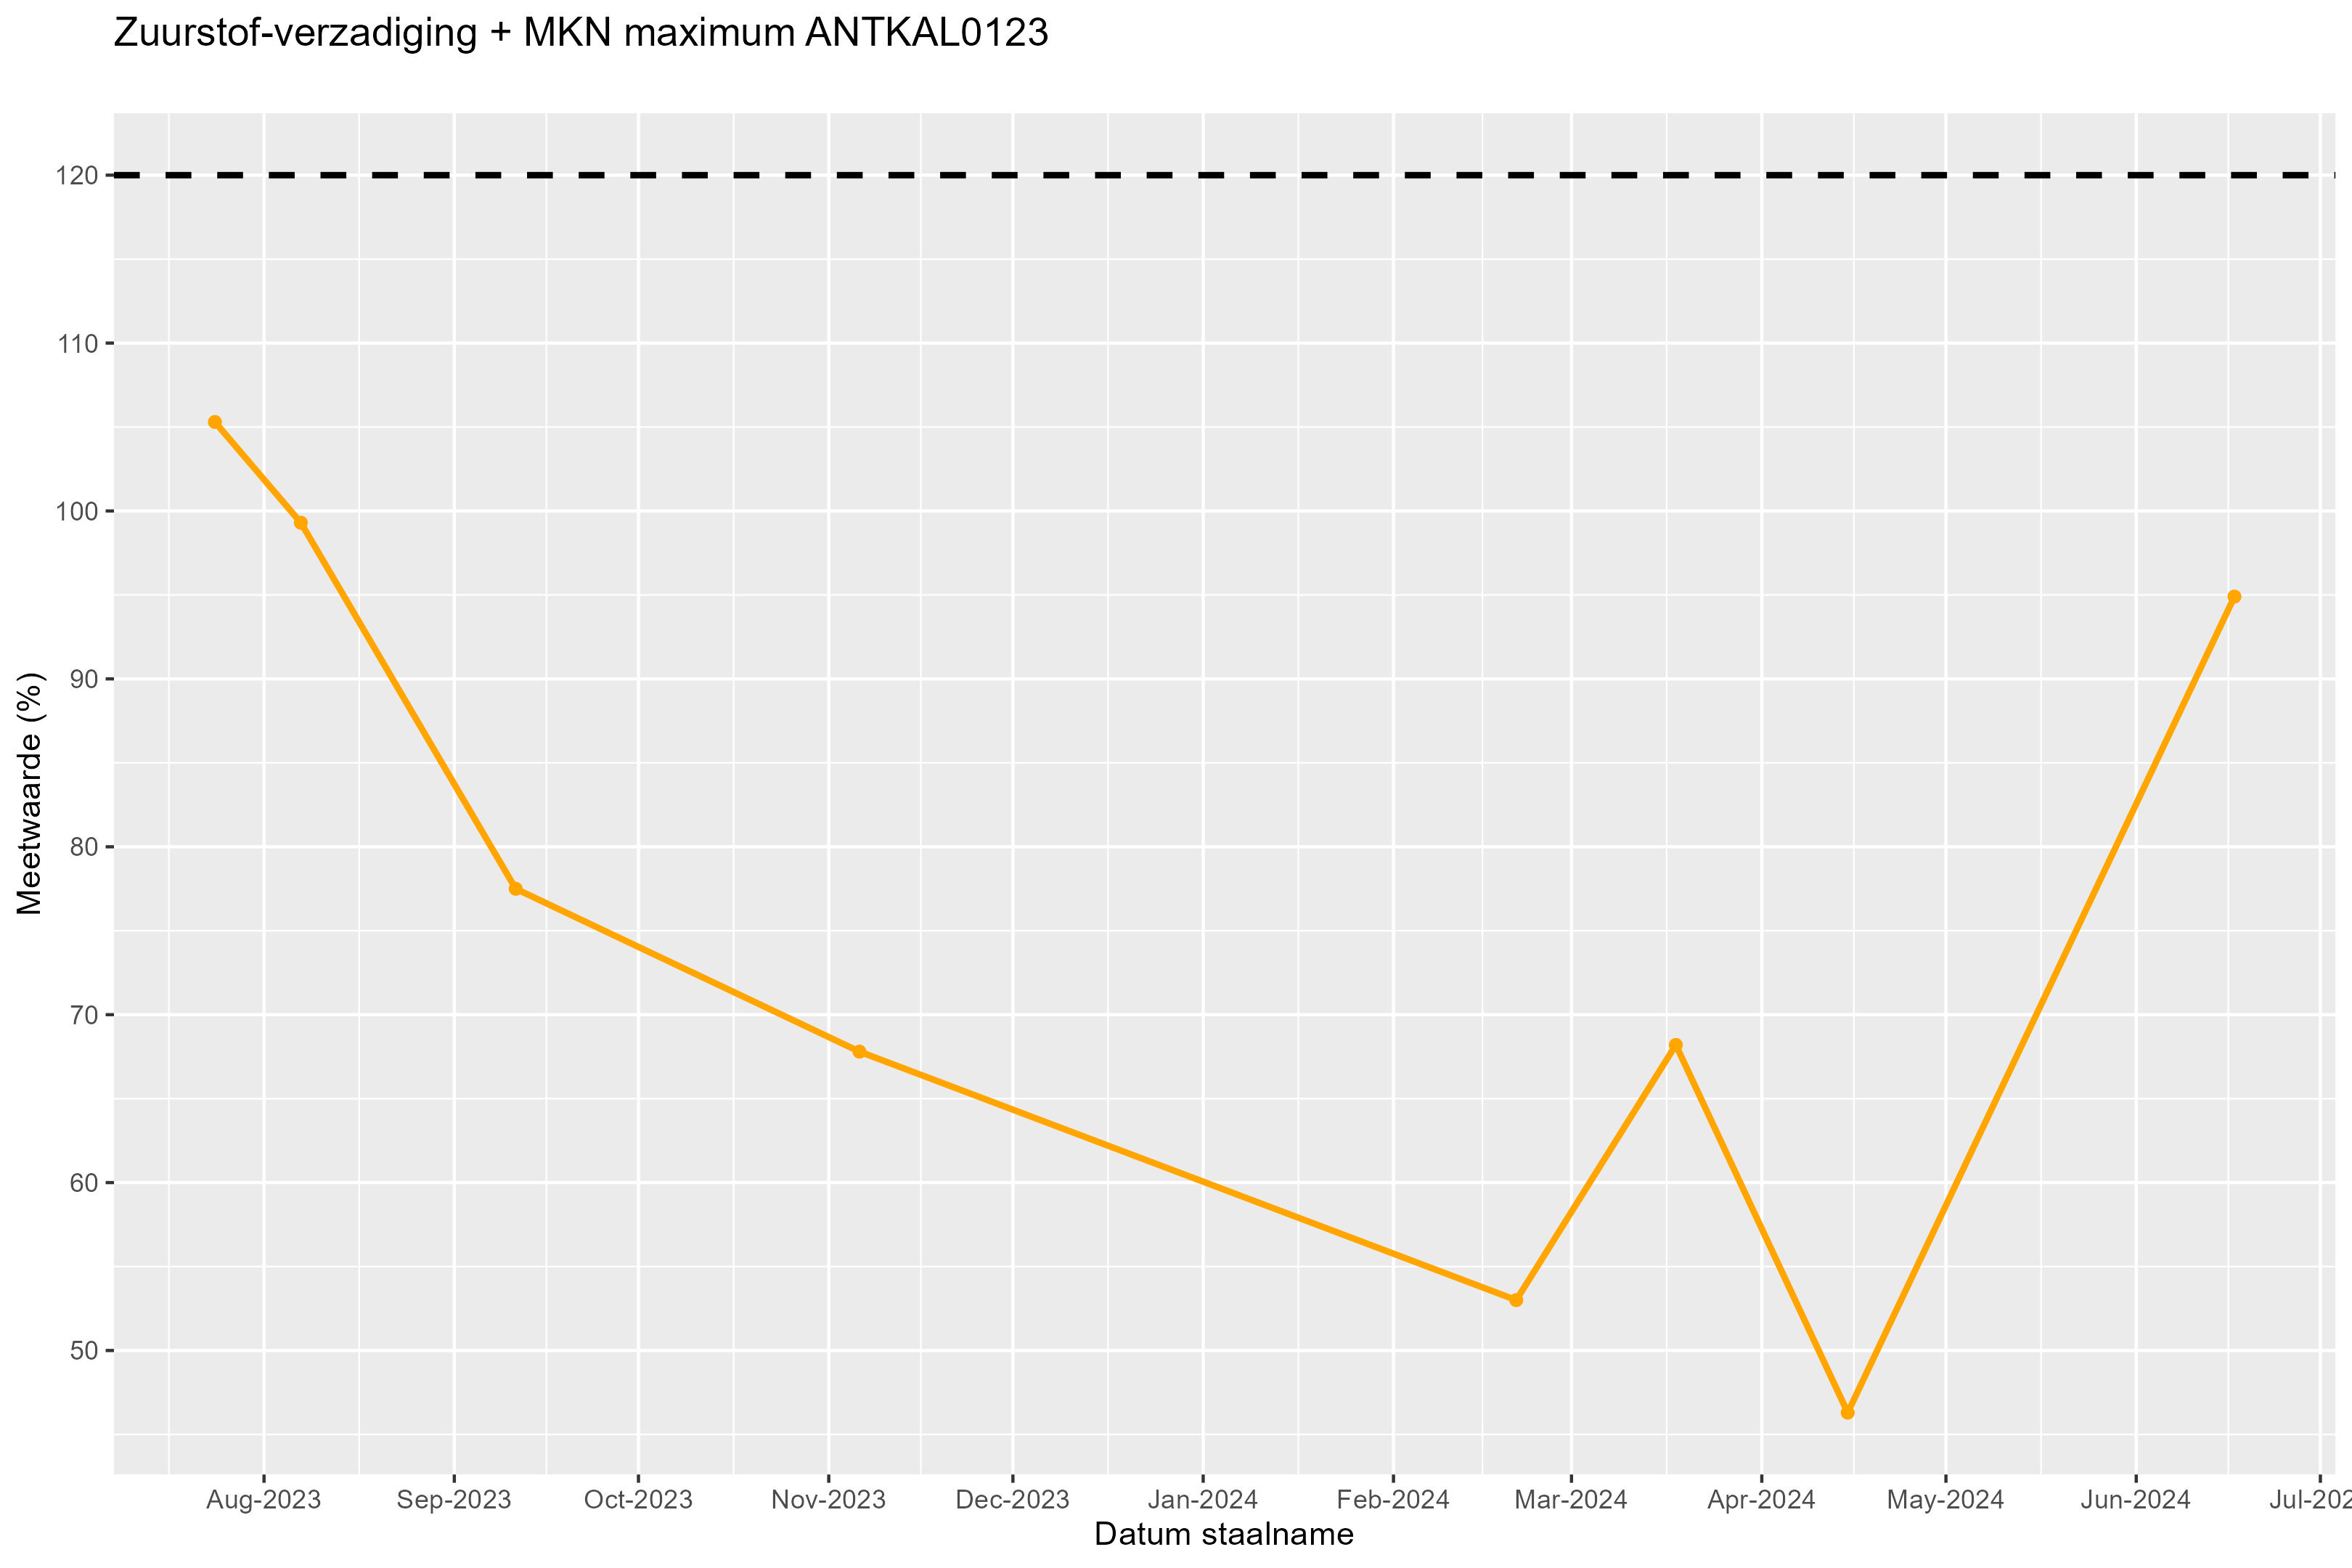 Zuurstof-verzadiging + MKN maximum ANTKAL0123
120
110
100
90
80
70
60
50
Meetwaarde (%)
Aug-2023 Sep-2023 Oct-2023 Nov-2023 Dec-2023 Jan-2024 Feb-2024 Mar-2024 Apr-2024 May-2024 Jun-2024 Jul-202
Datum staalname